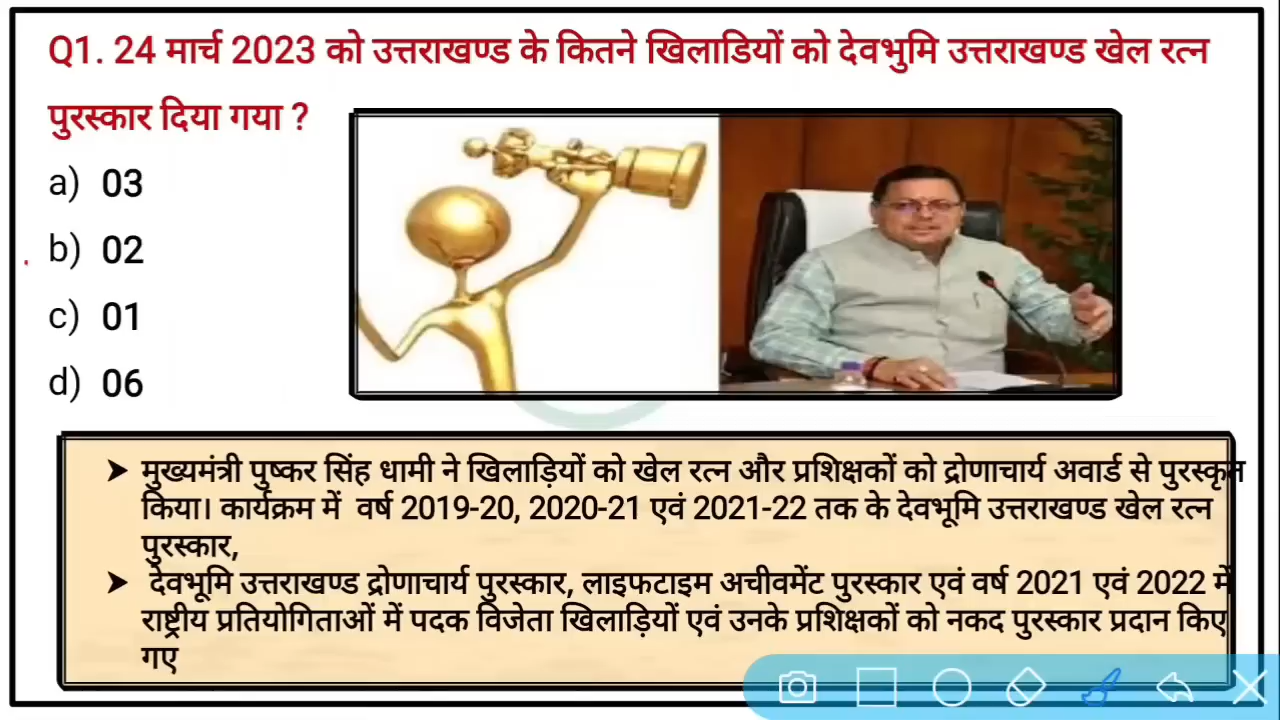 Q1. 24 मार्च 2023 को उत्तराखण्ड के कितने खिलाडियों को देवभुमि उत्तराखण्ड खेल रत्न
पुरस्कार दिया गया ?
a) 03
b) 02
c) 01
d) 06
➤ मुख्यमंत्री पुष्कर सिंह धामी ने खिलाड़ियों को खेल रत्न और प्रशिक्षकों को द्रोणाचार्य अवार्ड से पुरस्कृत
किया। कार्यक्रम में वर्ष 2019-20, 2020-21 एवं 2021-22 तक के देवभूमि उत्तराखण्ड खेल रत्न
पुरस्कार,
➤ देवभूमि उत्तराखण्ड द्रोणाचार्य पुरस्कार, लाइफटाइम अचीवमेंट पुरस्कार एवं वर्ष 2021 एवं 2022 में
राष्ट्रीय प्रतियोगिताओं में पदक विजेता खिलाड़ियों एवं उनके प्रशिक्षकों को नकद पुरस्कार प्रदान किए
गए